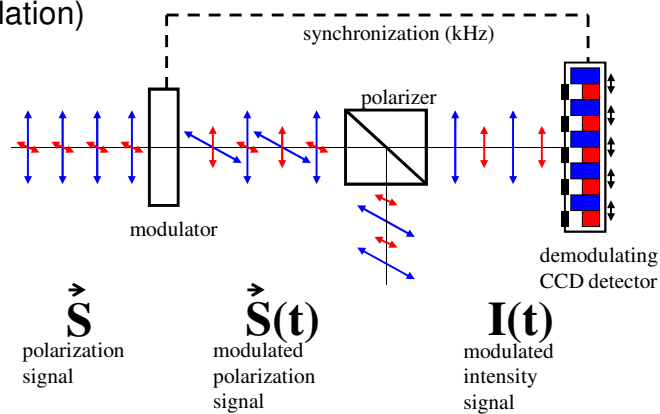 lation)
synchronization (kHz)
polarizer
modulator
demodulating
CCD detector
S⃗
S⃗(t)
I(t)
polarization
signal
modulated
polarization
signal
modulated
intensity
signal